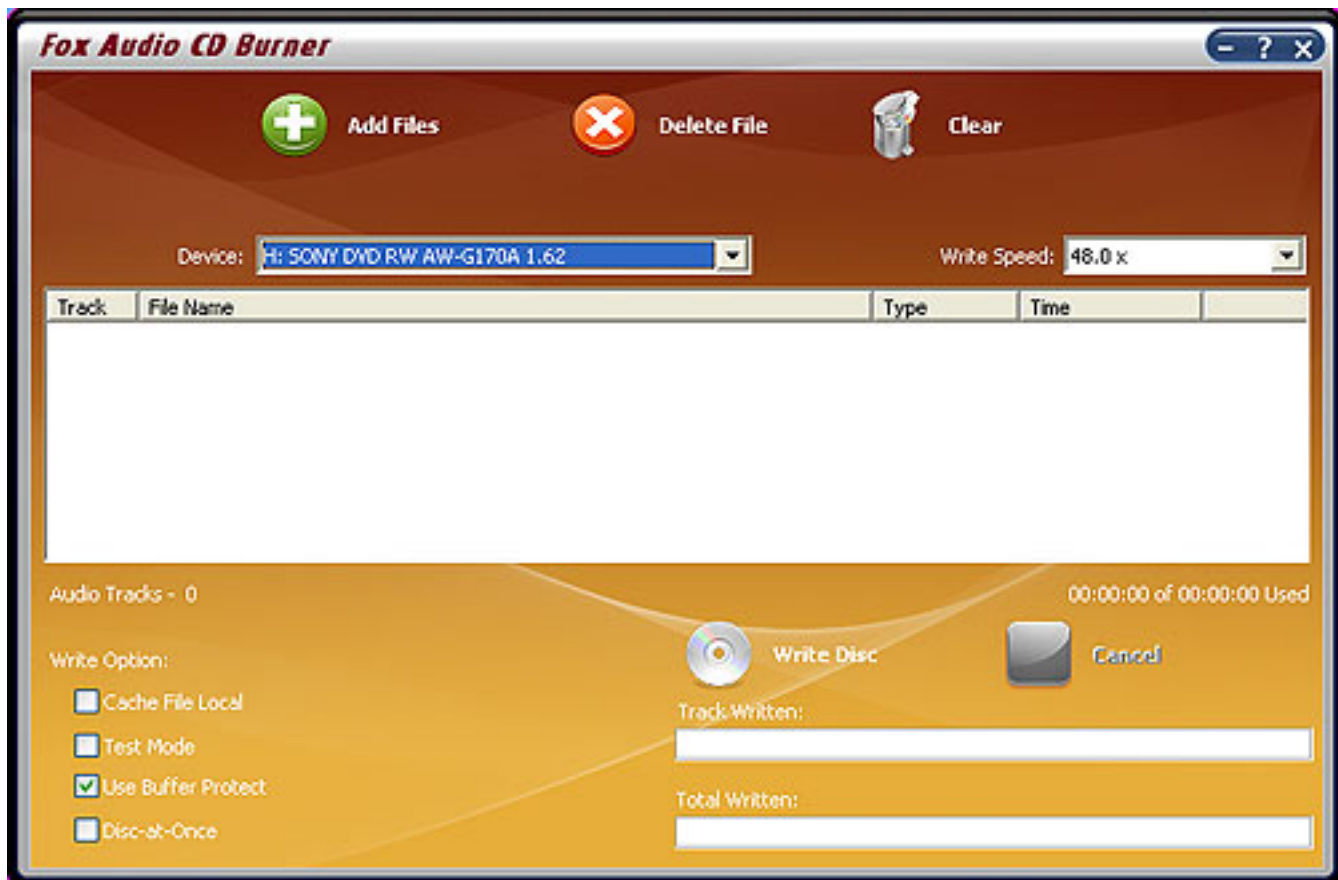 Fox Audio CD Burner
Add Files
Delete File
Clear
Device: H: SONY DVD RW AW-G170A 1.62
Write Speed: 48.0 x
Track File Name Type Time
Audio Tracks - 0
00:00:00 of 00:00:00 Used
Write Option:
Cache File Local
Test Mode
Use Buffer Protect
Disc-at-Once
Write Disc
Cancel
Track Written:
Total Written: